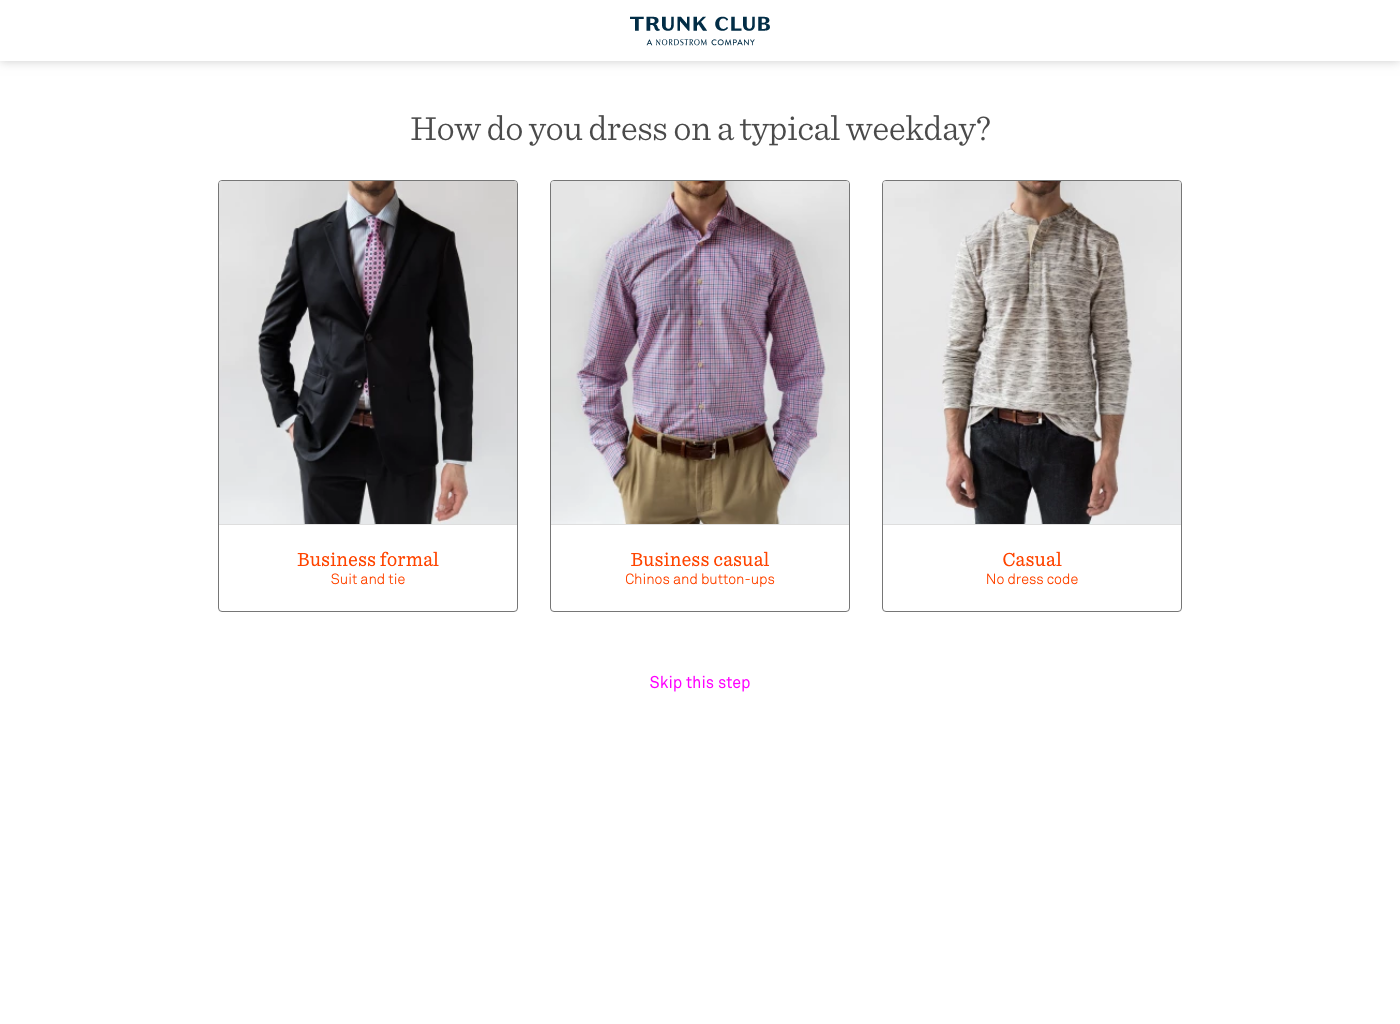 TRUNK CLUB
A NORDSTROM COMPANY
How do you dress on a typical weekday?
Business formal
Suit and tie
Business casual
Chinos and button-ups
Casual
No dress code
Skip this step